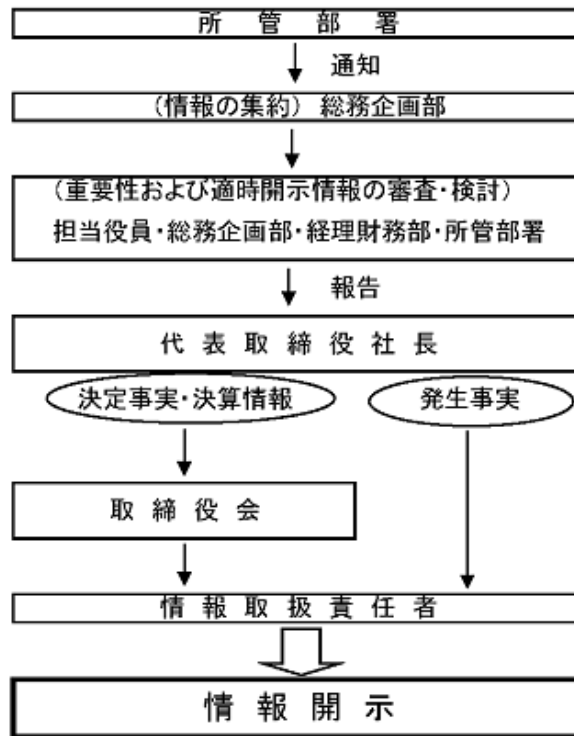 所管部署
通知
(情報の集約) 総務企画部
(重要性および適時開示情報の審査・検討)
担当役員・総務企画部・経理財務部・所管部署
報告
代表取締役社長
決定事実・決算情報
発生事実
取締役会
情報取扱責任者
情報開示